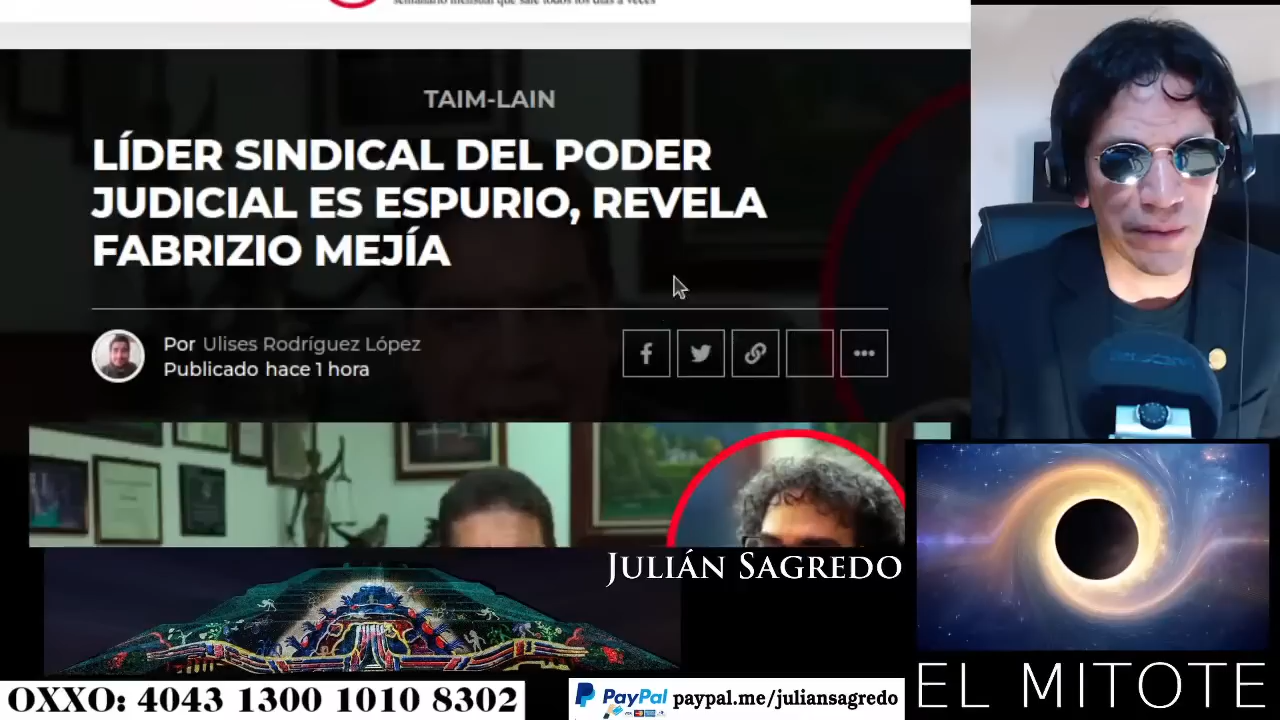 semanario mensual que sale todos los días a veces
TAIM-LAIN
LÍDER SINDICAL DEL PODER
JUDICIAL ES ESPURIO, REVELA
FABRIZIO MEJÍA
Por Ulises Rodríguez López
Publicado hace 1 hora
JULIÁN SAGREDO
OXXO: 4043 1300 1010 8302
PayPal paypal.me/juliansagredo
EL MITOTE